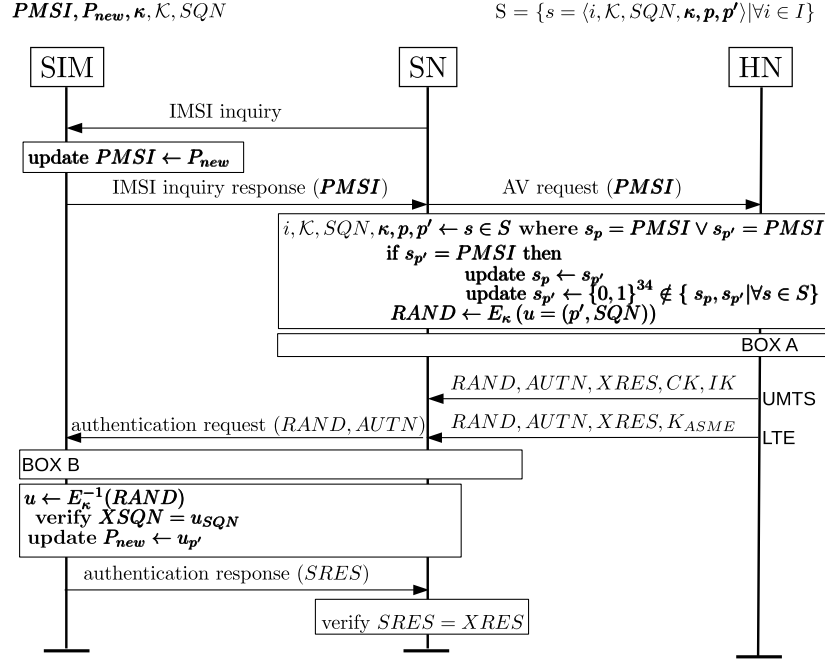 PMSI, P_new, κ, 𝒦, SQN
S = {s = ⟨i, 𝒦, SQN, κ, p, p′⟩|∀i ∈ I}
SIM
SN
HN
IMSI inquiry
update PMSI ← P_new
IMSI inquiry response (PMSI)
AV request (PMSI)
i, 𝒦, SQN, κ, p, p′ ← s ∈ S where s_p = PMSI ∨ s_p′ = PMSI
if s_p′ = PMSI then
update s_p ← s_p′
update s_p′ ← {0, 1}^34 ∉ { s_p, s_p′|∀s ∈ S}
RAND ← E_κ (u = (p′, SQN))
BOX A
RAND, AUTN, XRES, CK, IK
UMTS
authentication request (RAND, AUTN)
RAND, AUTN, XRES, K_ASME
LTE
BOX B
u ← E_κ^−1(RAND)
verify XSQN = u_SQN
update P_new ← u_p′
authentication response (SRES)
verify SRES = XRES